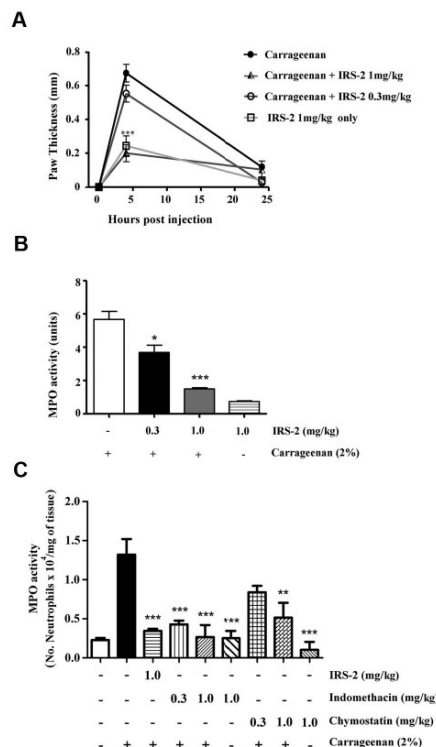 A
Paw Thickness (mm)
0.8
0.6
0.4
0.2
0
***
0 5 10 15 20 25
Hours post injection
Carrageenan
Carrageenan + IRS-2 1mg/kg
Carrageenan + IRS-2 0.3mg/kg
IRS-2 1mg/kg only
B
MPO activity (units)
8
6
4
2
0
* ***
- 0.3 1.0 1.0 IRS-2 (mg/kg)
+ + + - Carrageenan (2%)
C
MPO activity
(No. Neutrophils x 10⁴/mg of tissue)
2.0
1.5
1.0
0.5
0.0
*** *** *** *** ** ***
- - 1.0 - - - - - - IRS-2 (mg/kg)
- - - 0.3 1.0 1.0 - - - Indomethacin (mg/kg)
- - - - - - 0.3 1.0 1.0 Chymostatin (mg/kg)
- + + + + - + + - Carrageenan (2%)